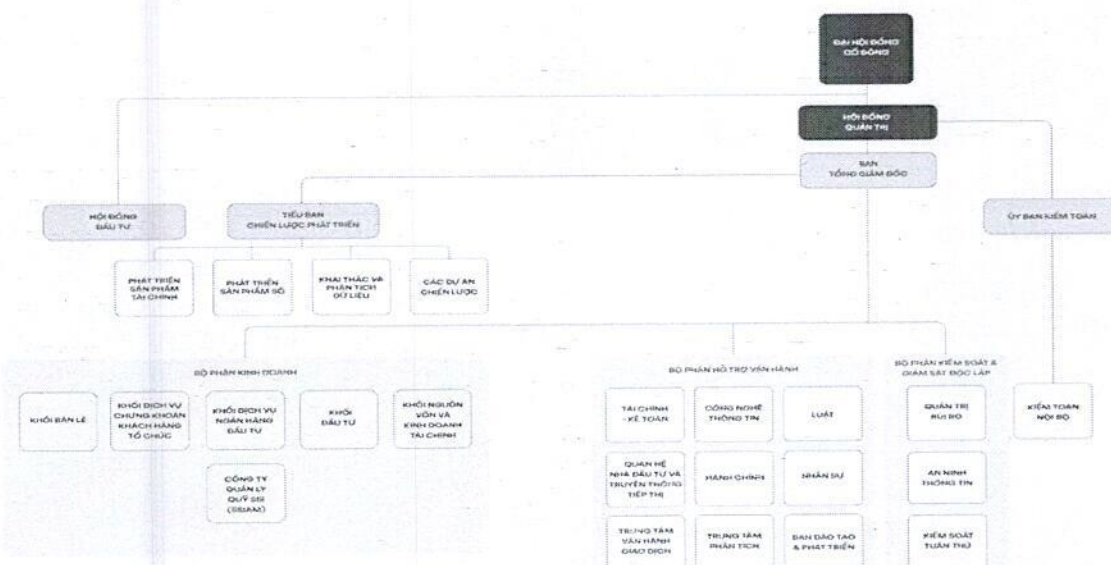 ĐẠI HỘI ĐỒNG
CỔ ĐÔNG
HỘI ĐỒNG
QUẢN TRỊ
BAN
TỔNG GIÁM ĐỐC
HỘI ĐỒNG
ĐẦU TƯ
TIỂU BAN
CHIẾN LƯỢC PHÁT TRIỂN
ỦY BAN KIỂM TOÁN
PHÁT TRIỂN
SẢN PHẨM
TÀI CHÍNH
PHÁT TRIỂN
SẢN PHẨM SỐ
KHAI THÁC VÀ
PHÂN TÍCH
DỮ LIỆU
CÁC DỰ ÁN
CHIẾN LƯỢC
BỘ PHẬN KINH DOANH
KHỐI BÁN LẺ
KHỐI DỊCH VỤ
CHỨNG KHOÁN
KHÁCH HÀNG
TỔ CHỨC
KHỐI DỊCH VỤ
NGÂN HÀNG
ĐẦU TƯ
KHỐI
ĐẦU TƯ
KHỐI NGUỒN
VỐN VÀ
KINH DOANH
TÀI CHÍNH
CÔNG TY
QUẢN LÝ
QUỸ SSI
(SSIAM)
BỘ PHẬN HỖ TRỢ VẬN HÀNH
TÀI CHÍNH
- KẾ TOÁN
CÔNG NGHỆ
THÔNG TIN
LUẬT
QUAN HỆ
NHÀ ĐẦU TƯ VÀ
TRUYỀN THÔNG
TIẾP THỊ
HÀNH CHÍNH
NHÂN SỰ
TRUNG TÂM
VẬN HÀNH
GIAO DỊCH
TRUNG TÂM
PHÂN TÍCH
BAN ĐÀO TẠO
& PHÁT TRIỂN
BỘ PHẬN KIỂM SOÁT &
GIÁM SÁT ĐỘC LẬP
QUẢN TRỊ
RỦI RO
AN NINH
THÔNG TIN
KIỂM SOÁT
TUÂN THỦ
KIỂM TOÁN
NỘI BỘ